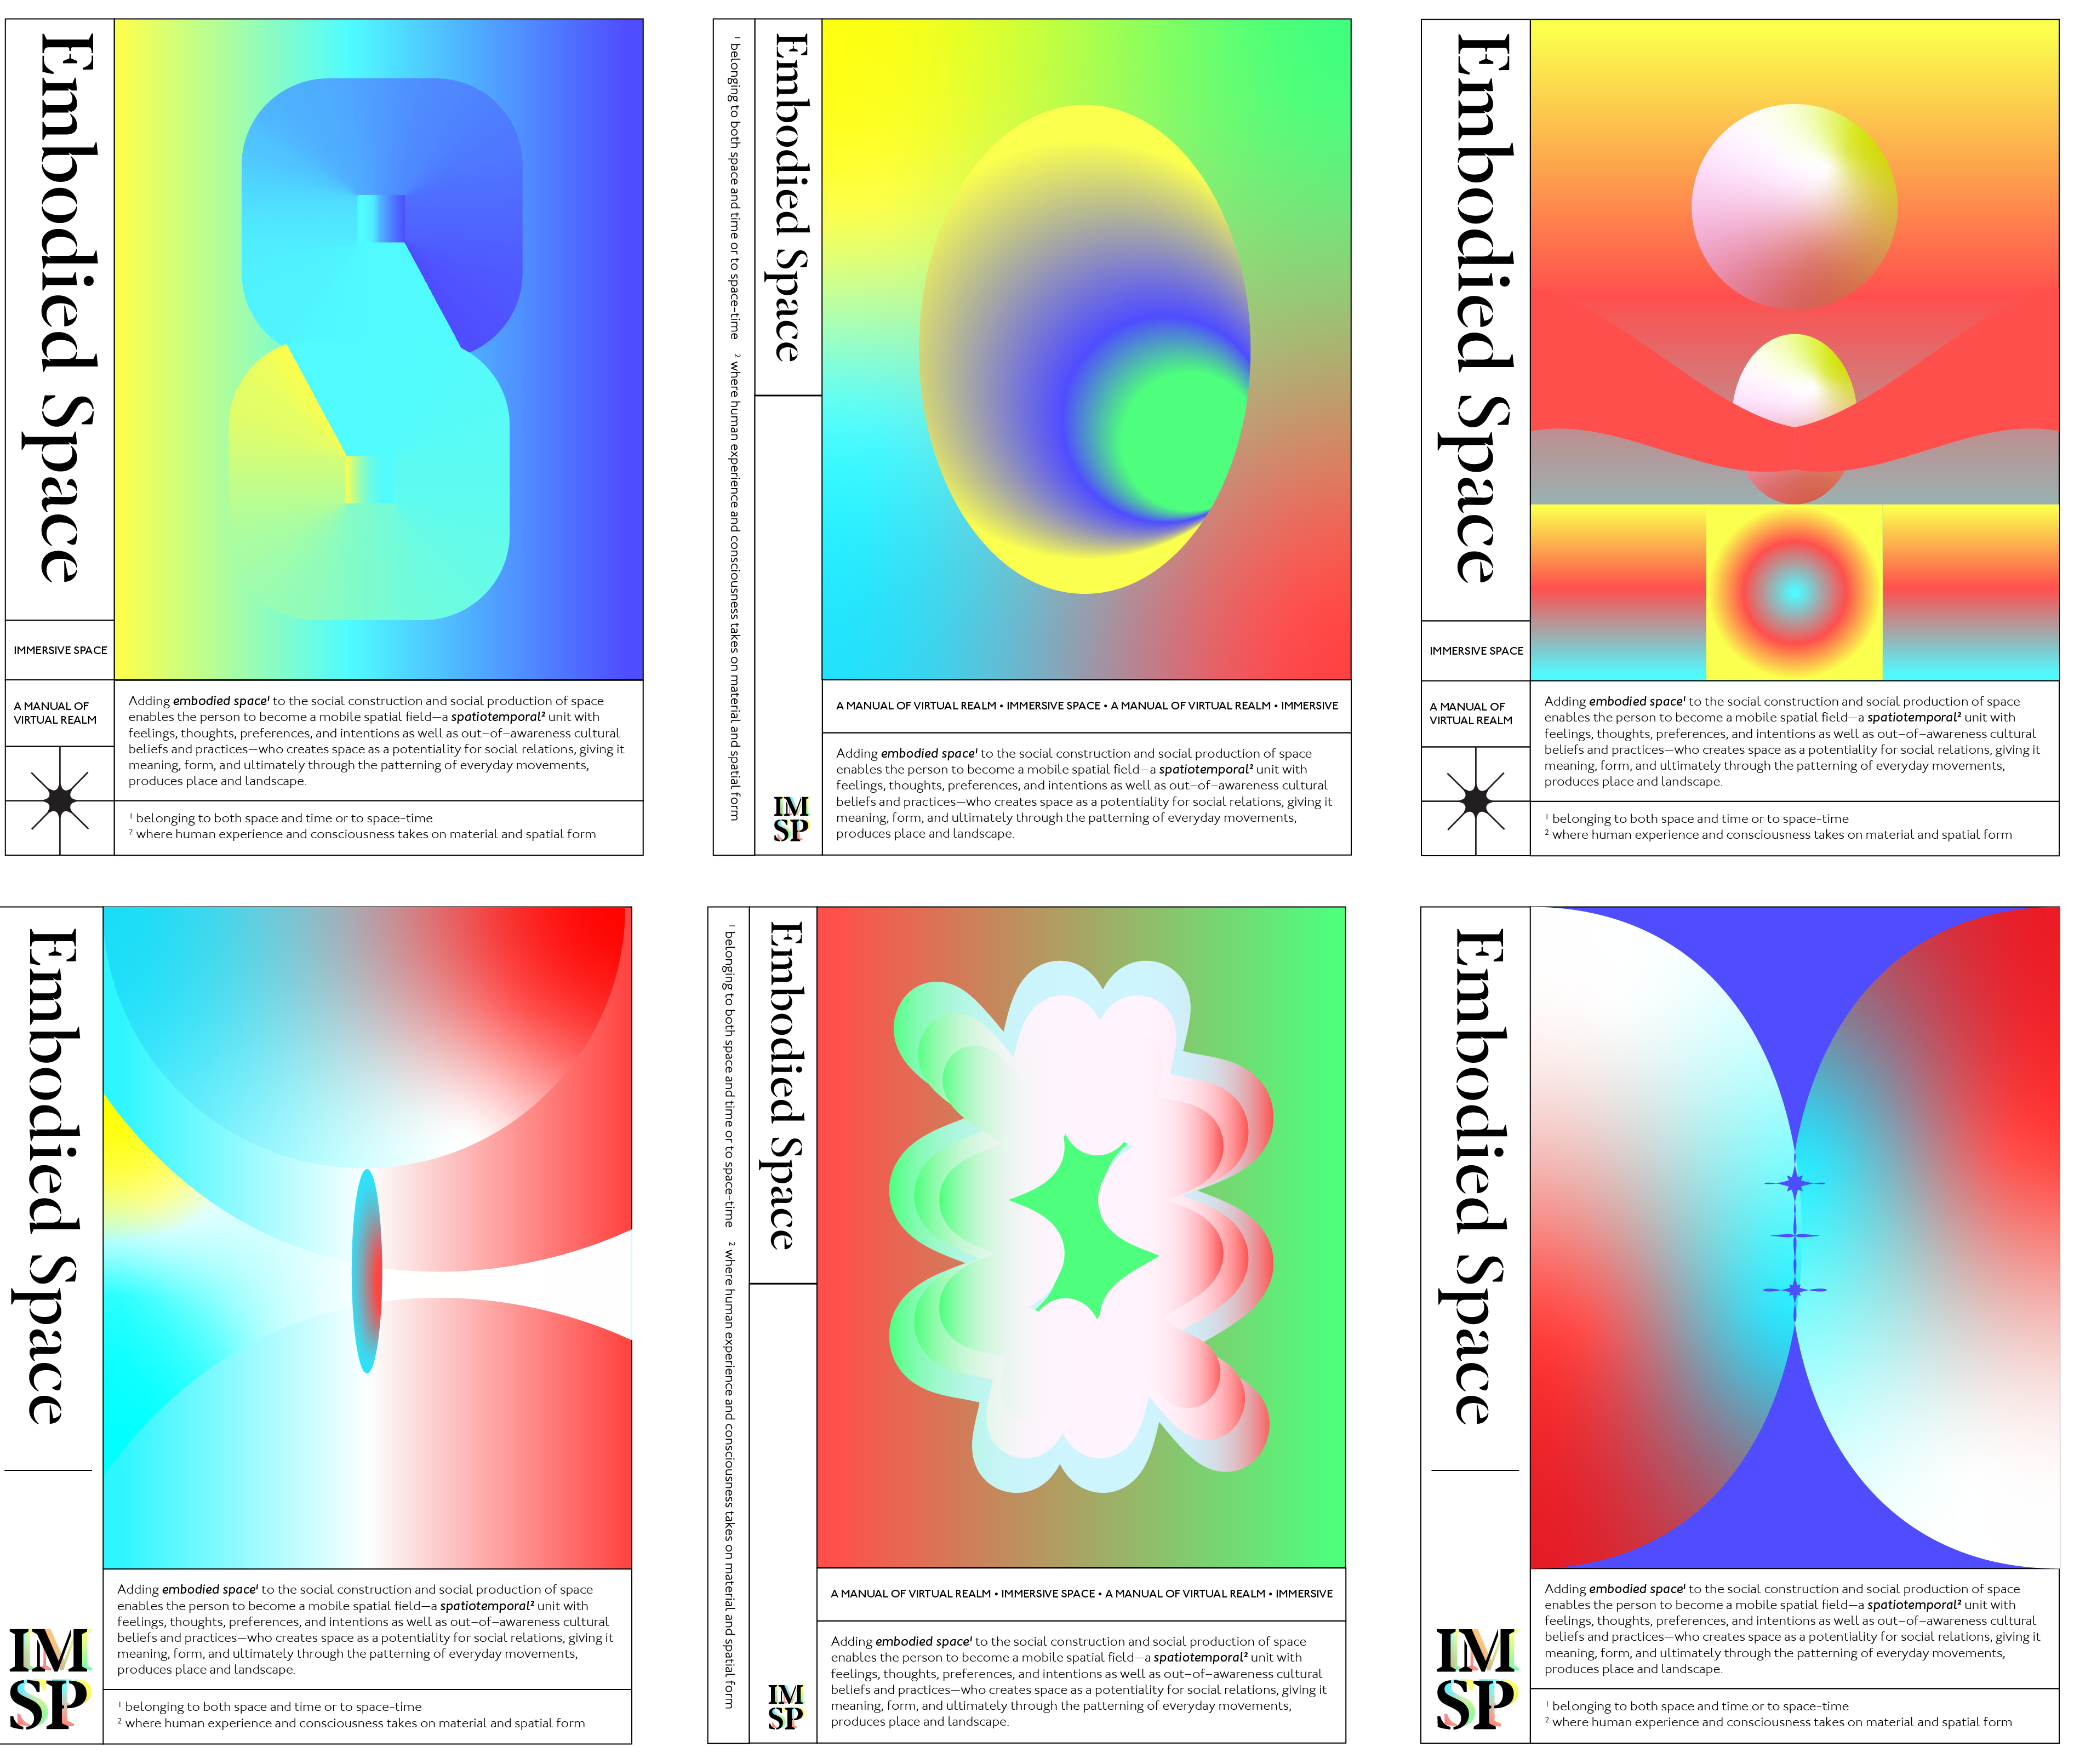 Embodied Space
IMMERSIVE SPACE
A MANUAL OF
VIRTUAL REALM
Adding embodied space¹ to the social construction and social production of space
enables the person to become a mobile spatial field—a spatiotemporal² unit with
feelings, thoughts, preferences, and intentions as well as out–of–awareness cultural
beliefs and practices—who creates space as a potentiality for social relations, giving it
meaning, form, and ultimately through the patterning of everyday movements,
produces place and landscape.
¹ belonging to both space and time or to space–time
² where human experience and consciousness takes on material and spatial form
¹ belonging to both space and time or to space–time ² where human experience and consciousness takes on material and spatial form
Embodied Space
IM
SP
A MANUAL OF VIRTUAL REALM • IMMERSIVE SPACE • A MANUAL OF VIRTUAL REALM • IMMERSIVE
Adding embodied space¹ to the social construction and social production of space
enables the person to become a mobile spatial field—a spatiotemporal² unit with
feelings, thoughts, preferences, and intentions as well as out–of–awareness cultural
beliefs and practices—who creates space as a potentiality for social relations, giving it
meaning, form, and ultimately through the patterning of everyday movements,
produces place and landscape.
Embodied Space
IMMERSIVE SPACE
A MANUAL OF
VIRTUAL REALM
Adding embodied space¹ to the social construction and social production of space
enables the person to become a mobile spatial field—a spatiotemporal² unit with
feelings, thoughts, preferences, and intentions as well as out–of–awareness cultural
beliefs and practices—who creates space as a potentiality for social relations, giving it
meaning, form, and ultimately through the patterning of everyday movements,
produces place and landscape.
¹ belonging to both space and time or to space–time
² where human experience and consciousness takes on material and spatial form
Embodied Space
IM
SP
Adding embodied space¹ to the social construction and social production of space
enables the person to become a mobile spatial field—a spatiotemporal² unit with
feelings, thoughts, preferences, and intentions as well as out–of–awareness cultural
beliefs and practices—who creates space as a potentiality for social relations, giving it
meaning, form, and ultimately through the patterning of everyday movements,
produces place and landscape.
¹ belonging to both space and time or to space–time
² where human experience and consciousness takes on material and spatial form
¹ belonging to both space and time or to space–time ² where human experience and consciousness takes on material and spatial form
Embodied Space
IM
SP
A MANUAL OF VIRTUAL REALM • IMMERSIVE SPACE • A MANUAL OF VIRTUAL REALM • IMMERSIVE
Adding embodied space¹ to the social construction and social production of space
enables the person to become a mobile spatial field—a spatiotemporal² unit with
feelings, thoughts, preferences, and intentions as well as out–of–awareness cultural
beliefs and practices—who creates space as a potentiality for social relations, giving it
meaning, form, and ultimately through the patterning of everyday movements,
produces place and landscape.
Embodied Space
IM
SP
Adding embodied space¹ to the social construction and social production of space
enables the person to become a mobile spatial field—a spatiotemporal² unit with
feelings, thoughts, preferences, and intentions as well as out–of–awareness cultural
beliefs and practices—who creates space as a potentiality for social relations, giving it
meaning, form, and ultimately through the patterning of everyday movements,
produces place and landscape.
¹ belonging to both space and time or to space–time
² where human experience and consciousness takes on material and spatial form